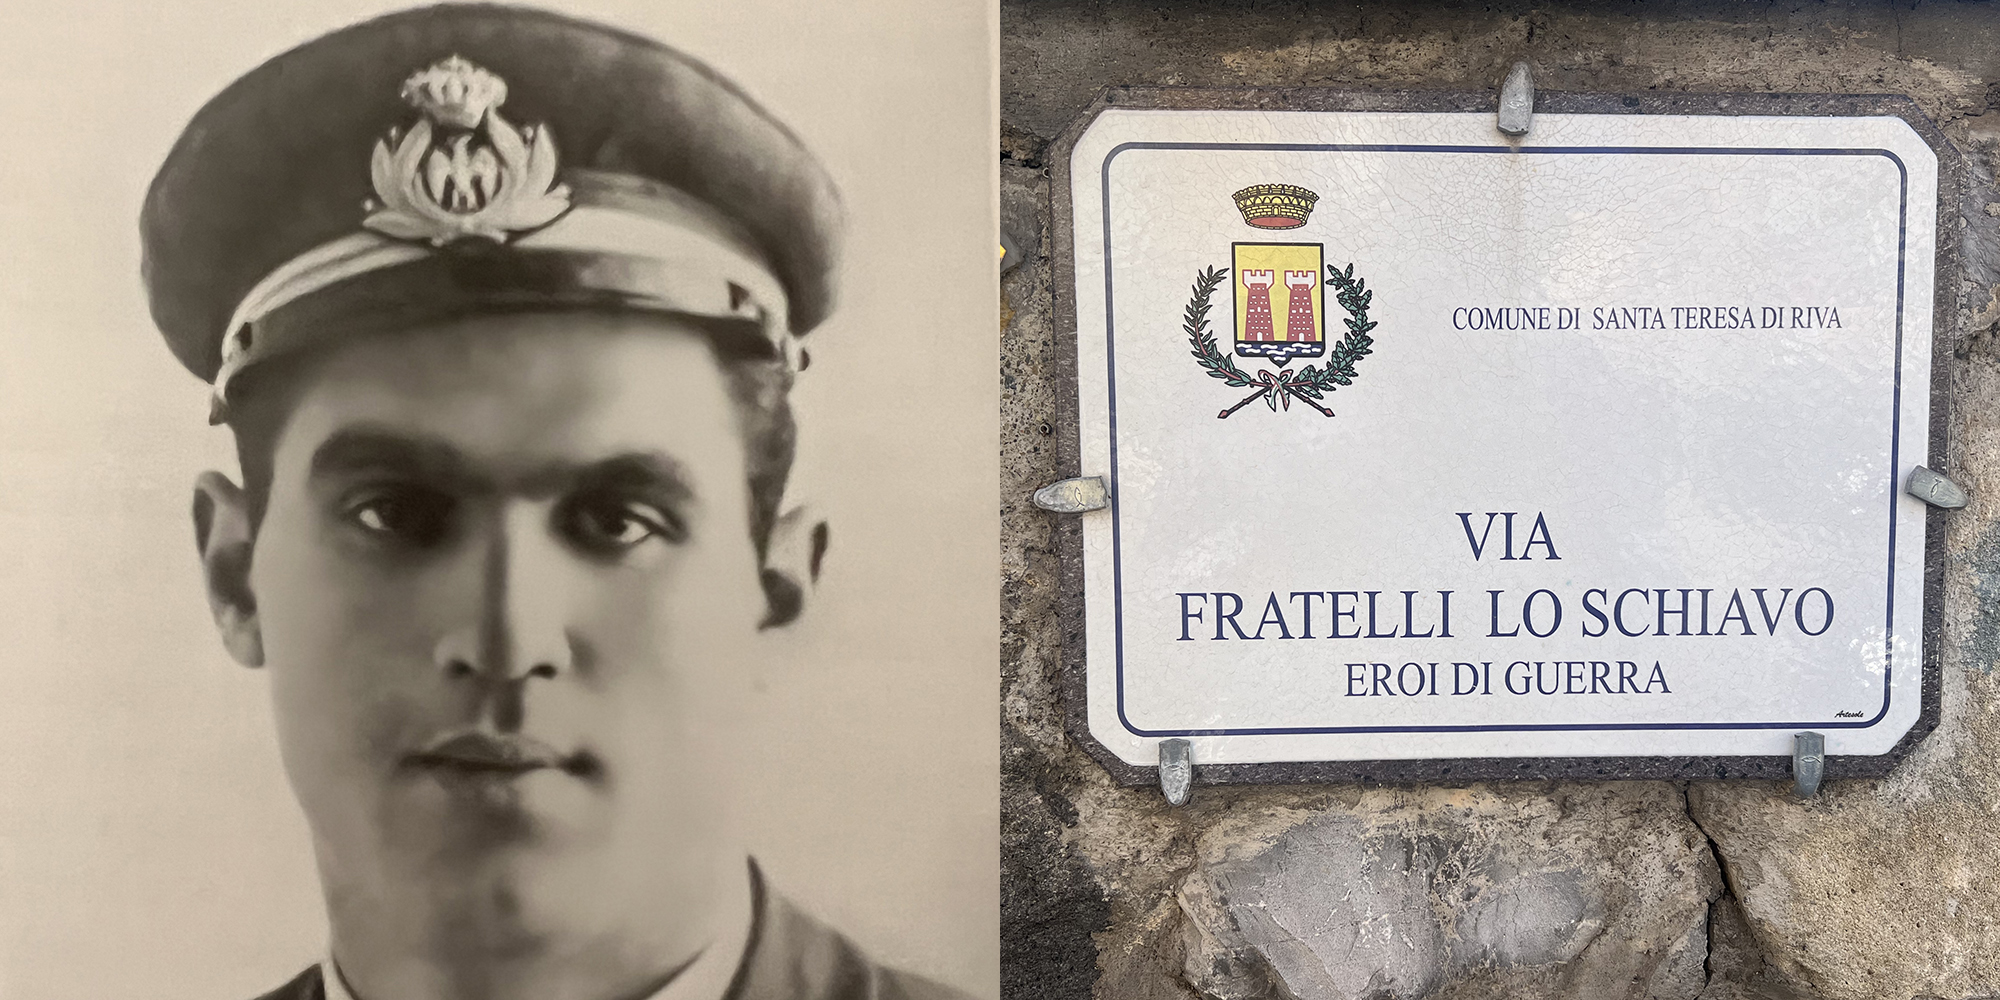 COMUNE DI SANTA TERESA DI RIVA
VIA
FRATELLI LO SCHIAVO
EROI DI GUERRA
Artesole